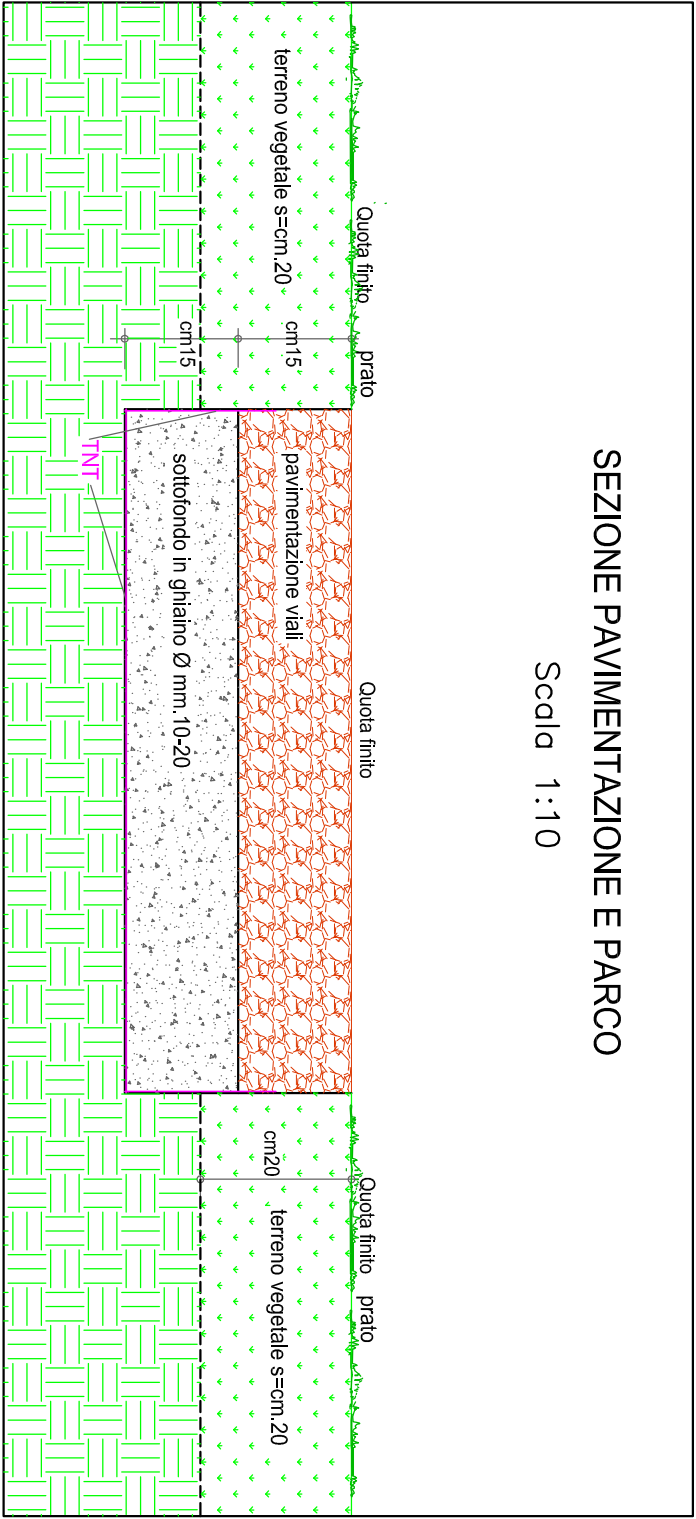 SEZIONE PAVIMENTAZIONE E PARCO
Scala 1:10
Quota finito prato
Quota finito
Quota finito prato
terreno vegetale s=cm.20
cm15
pavimentazione viali
cm20
terreno vegetale s=cm.20
cm15
sottofondo in ghiaino Ø mm.10-20
TNT